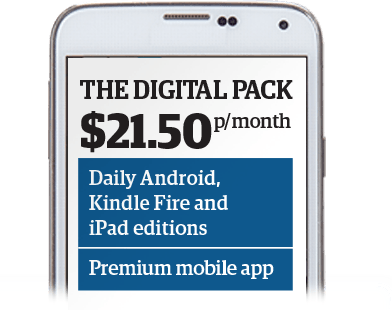 THE DIGITAL PACK
$21.50 p/month
Daily Android,
Kindle Fire and
iPad editions
Premium mobile app